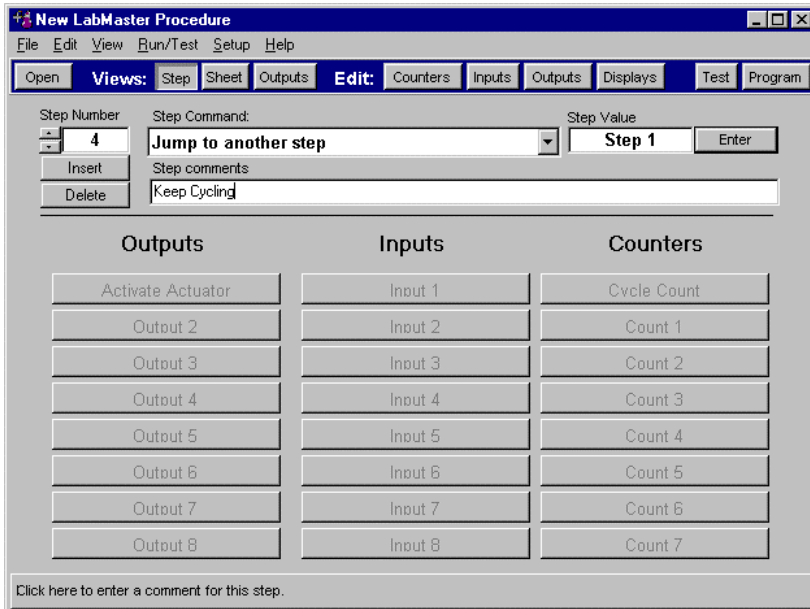 New LabMaster Procedure
File Edit View Run/Test Setup Help
Open Views: Step Sheet Outputs Edit: Counters Inputs Outputs Displays Test Program
Step Number Step Command: Step Value
4 Jump to another step Step 1 Enter
Insert Step comments
Delete Keep Cycling
Outputs Inputs Counters
Activate Actuator Input 1 Cycle Count
Output 2 Input 2 Count 1
Output 3 Input 3 Count 2
Output 4 Input 4 Count 3
Output 5 Input 5 Count 4
Output 6 Input 6 Count 5
Output 7 Input 7 Count 6
Output 8 Input 8 Count 7
Click here to enter a comment for this step.